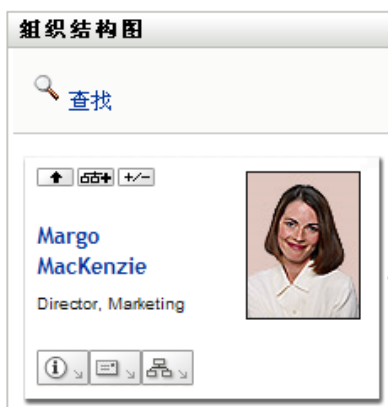 组织结构图
查找
+/-
Margo
MacKenzie
Director, Marketing